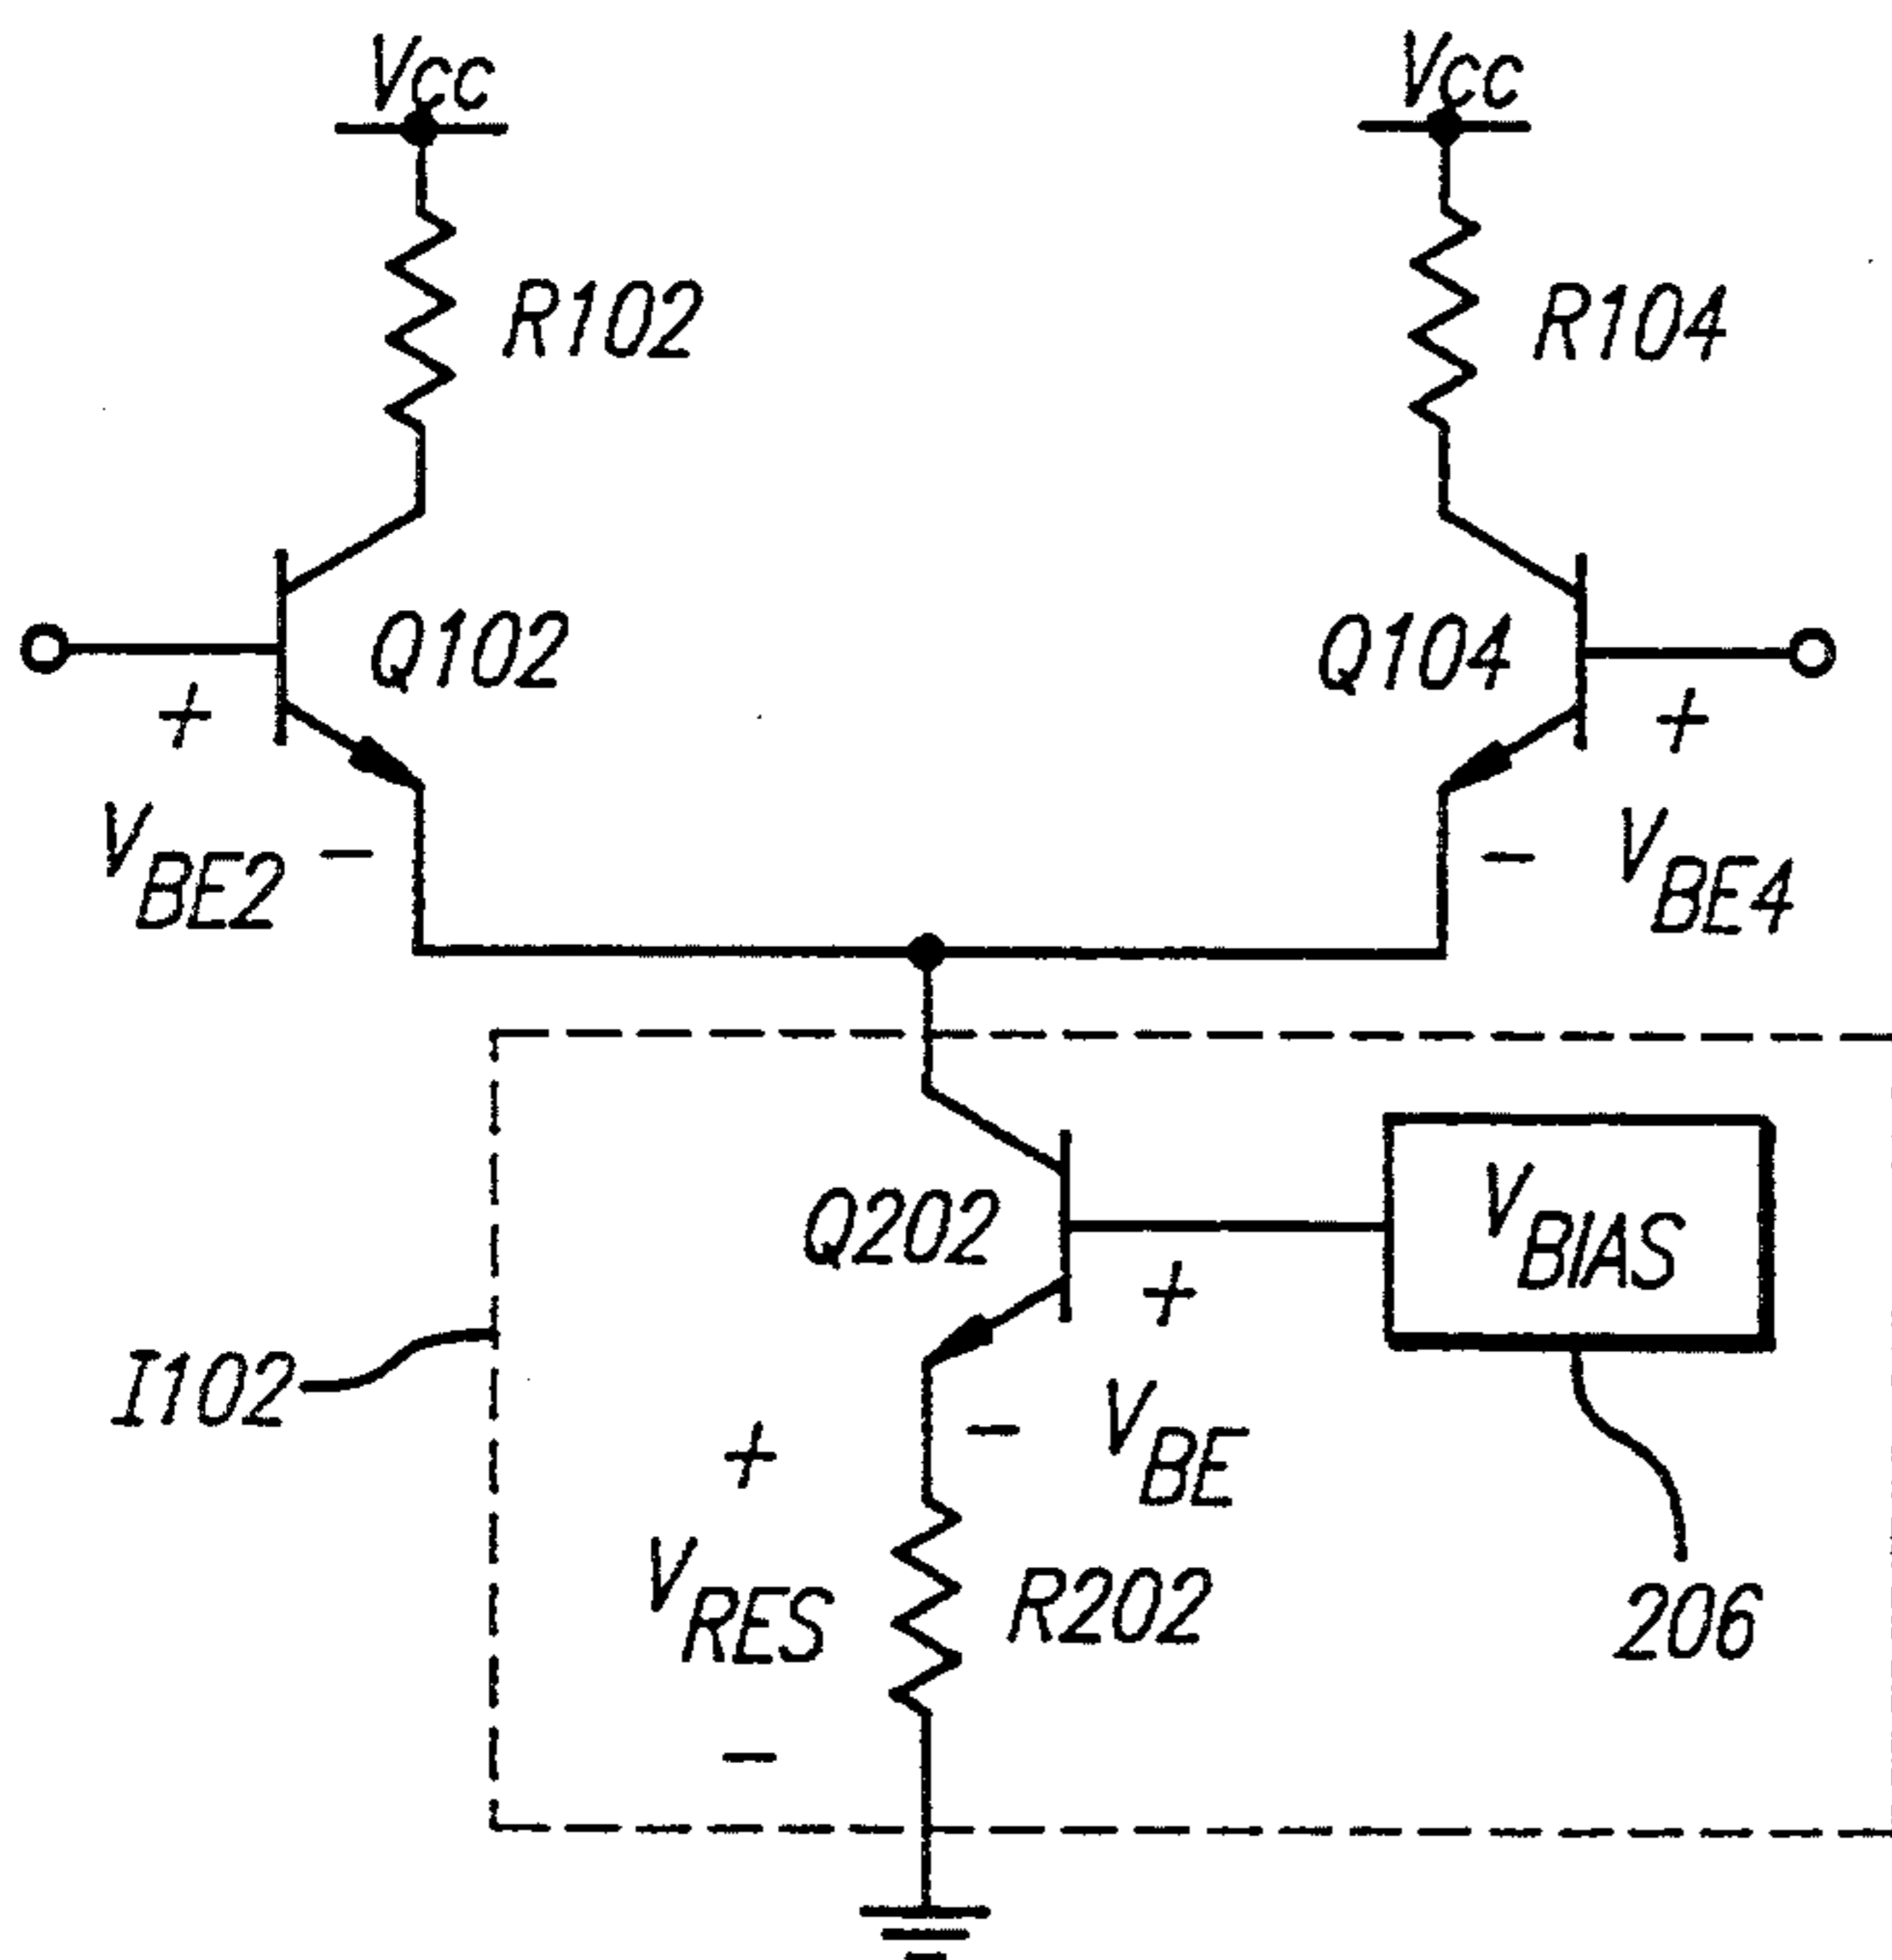 VCC
VCC
R102
R104
Q102
Q104
+
+
VBE2 −
− VBE4
Q202
VBIAS
+
I102
− VBE
+
VRES
R202
206
−